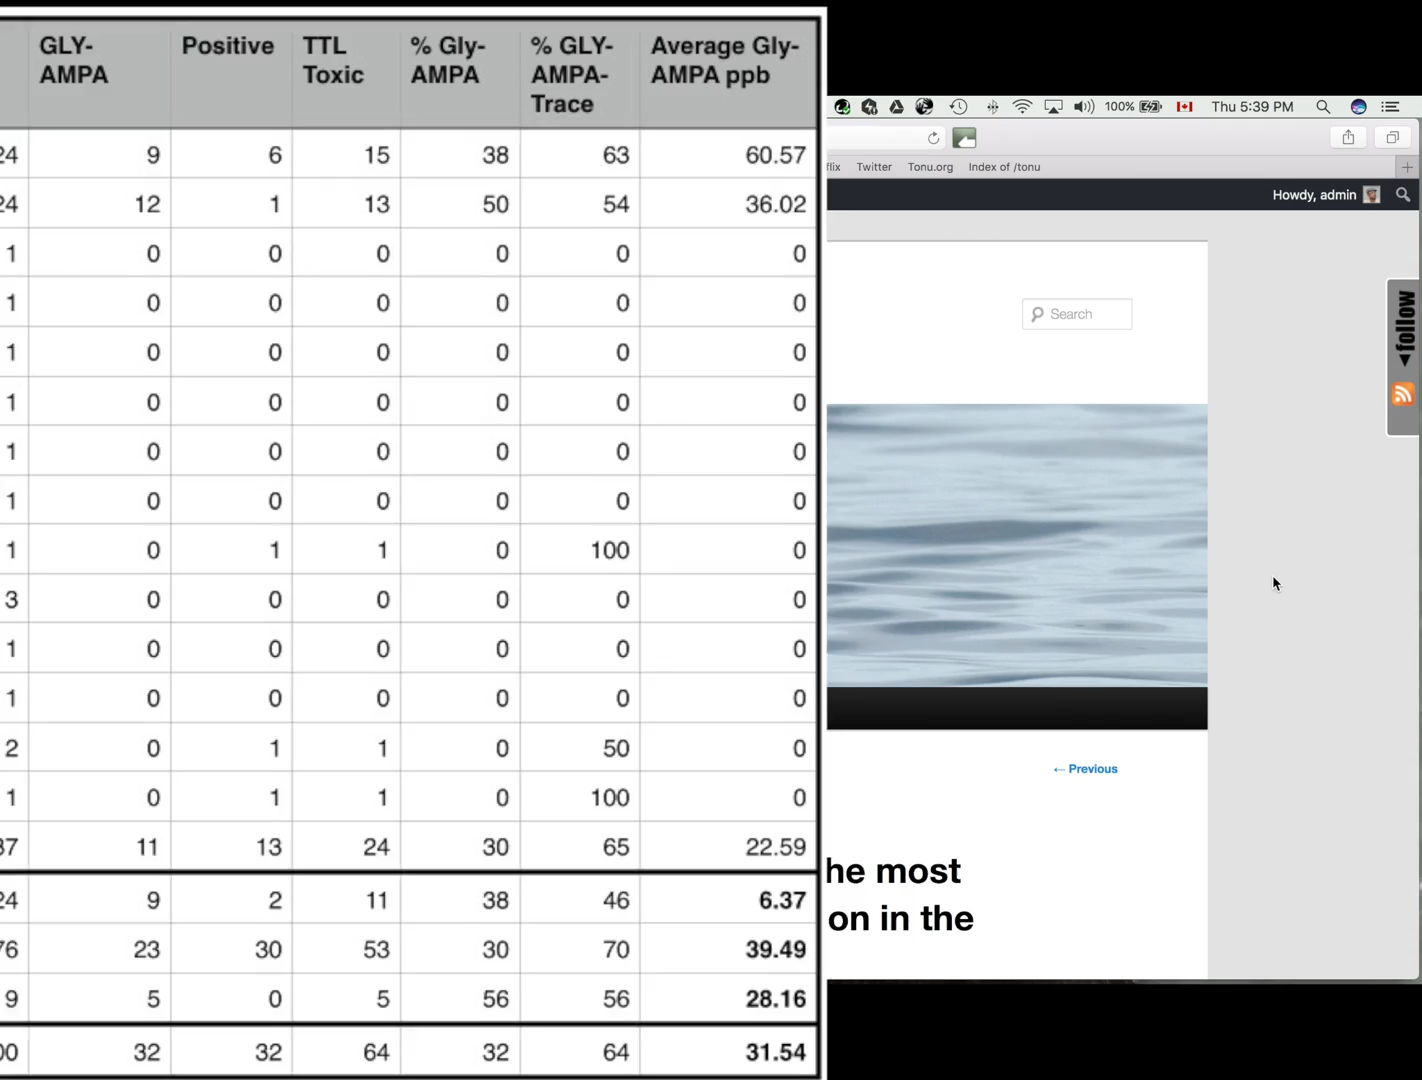 GLY-AMPA Positive TTL Toxic % Gly-AMPA % GLY-AMPA-Trace Average Gly-AMPA ppb
24 9 6 15 38 63 60.57
24 12 1 13 50 54 36.02
1 0 0 0 0 0 0
1 0 0 0 0 0 0
1 0 0 0 0 0 0
1 0 0 0 0 0 0
1 0 0 0 0 0 0
1 0 0 0 0 0 0
1 0 1 1 0 100 0
3 0 0 0 0 0 0
1 0 0 0 0 0 0
1 0 0 0 0 0 0
2 0 1 1 0 50 0
1 0 1 1 0 100 0
37 11 13 24 30 65 22.59
24 9 2 11 38 46 6.37
76 23 30 53 30 70 39.49
9 5 0 5 56 56 28.16
00 32 32 64 32 64 31.54
100% Thu 5:39 PM
flix Twitter Tonu.org Index of /tonu
Howdy, admin
Search
◄follow
← Previous
he most
on in the